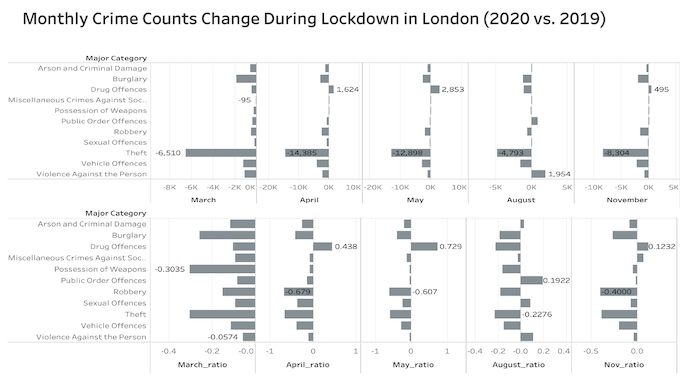 Monthly Crime Counts Change During Lockdown in London (2020 vs. 2019)
Major Category
Arson and Criminal Damage
Burglary
Drug Offences 1,624 2,853 495
Miscellaneous Crimes Against Soc.. -95
Possession of Weapons
Public Order Offences
Robbery
Sexual Offences
Theft -6,510 -14,385 -12,898 -4,793 -8,304
Vehicle Offences
Violence Against the Person 1,954
-8K -6K -4K -2K 0K -20K -10K 0K 10K -20K -10K 0K 10K -5K 0K 5K -10K -5K 0K 5K
March April May August November
Major Category
Arson and Criminal Damage
Burglary
Drug Offences 0.438 0.729 0.1232
Miscellaneous Crimes Against Soc..
Possession of Weapons -0.3035
Public Order Offences 0.1922
Robbery -0.679 -0.607 -0.4000
Sexual Offences
Theft -0.2276
Vehicle Offences
Violence Against the Person -0.0574
-0.4 -0.2 -0.0 -1 0 1 -1 0 1 -0.4 -0.2 0.0 0.2 0.4 -0.5 0.0
March_ratio April_ratio May_ratio August_ratio Nov_ratio